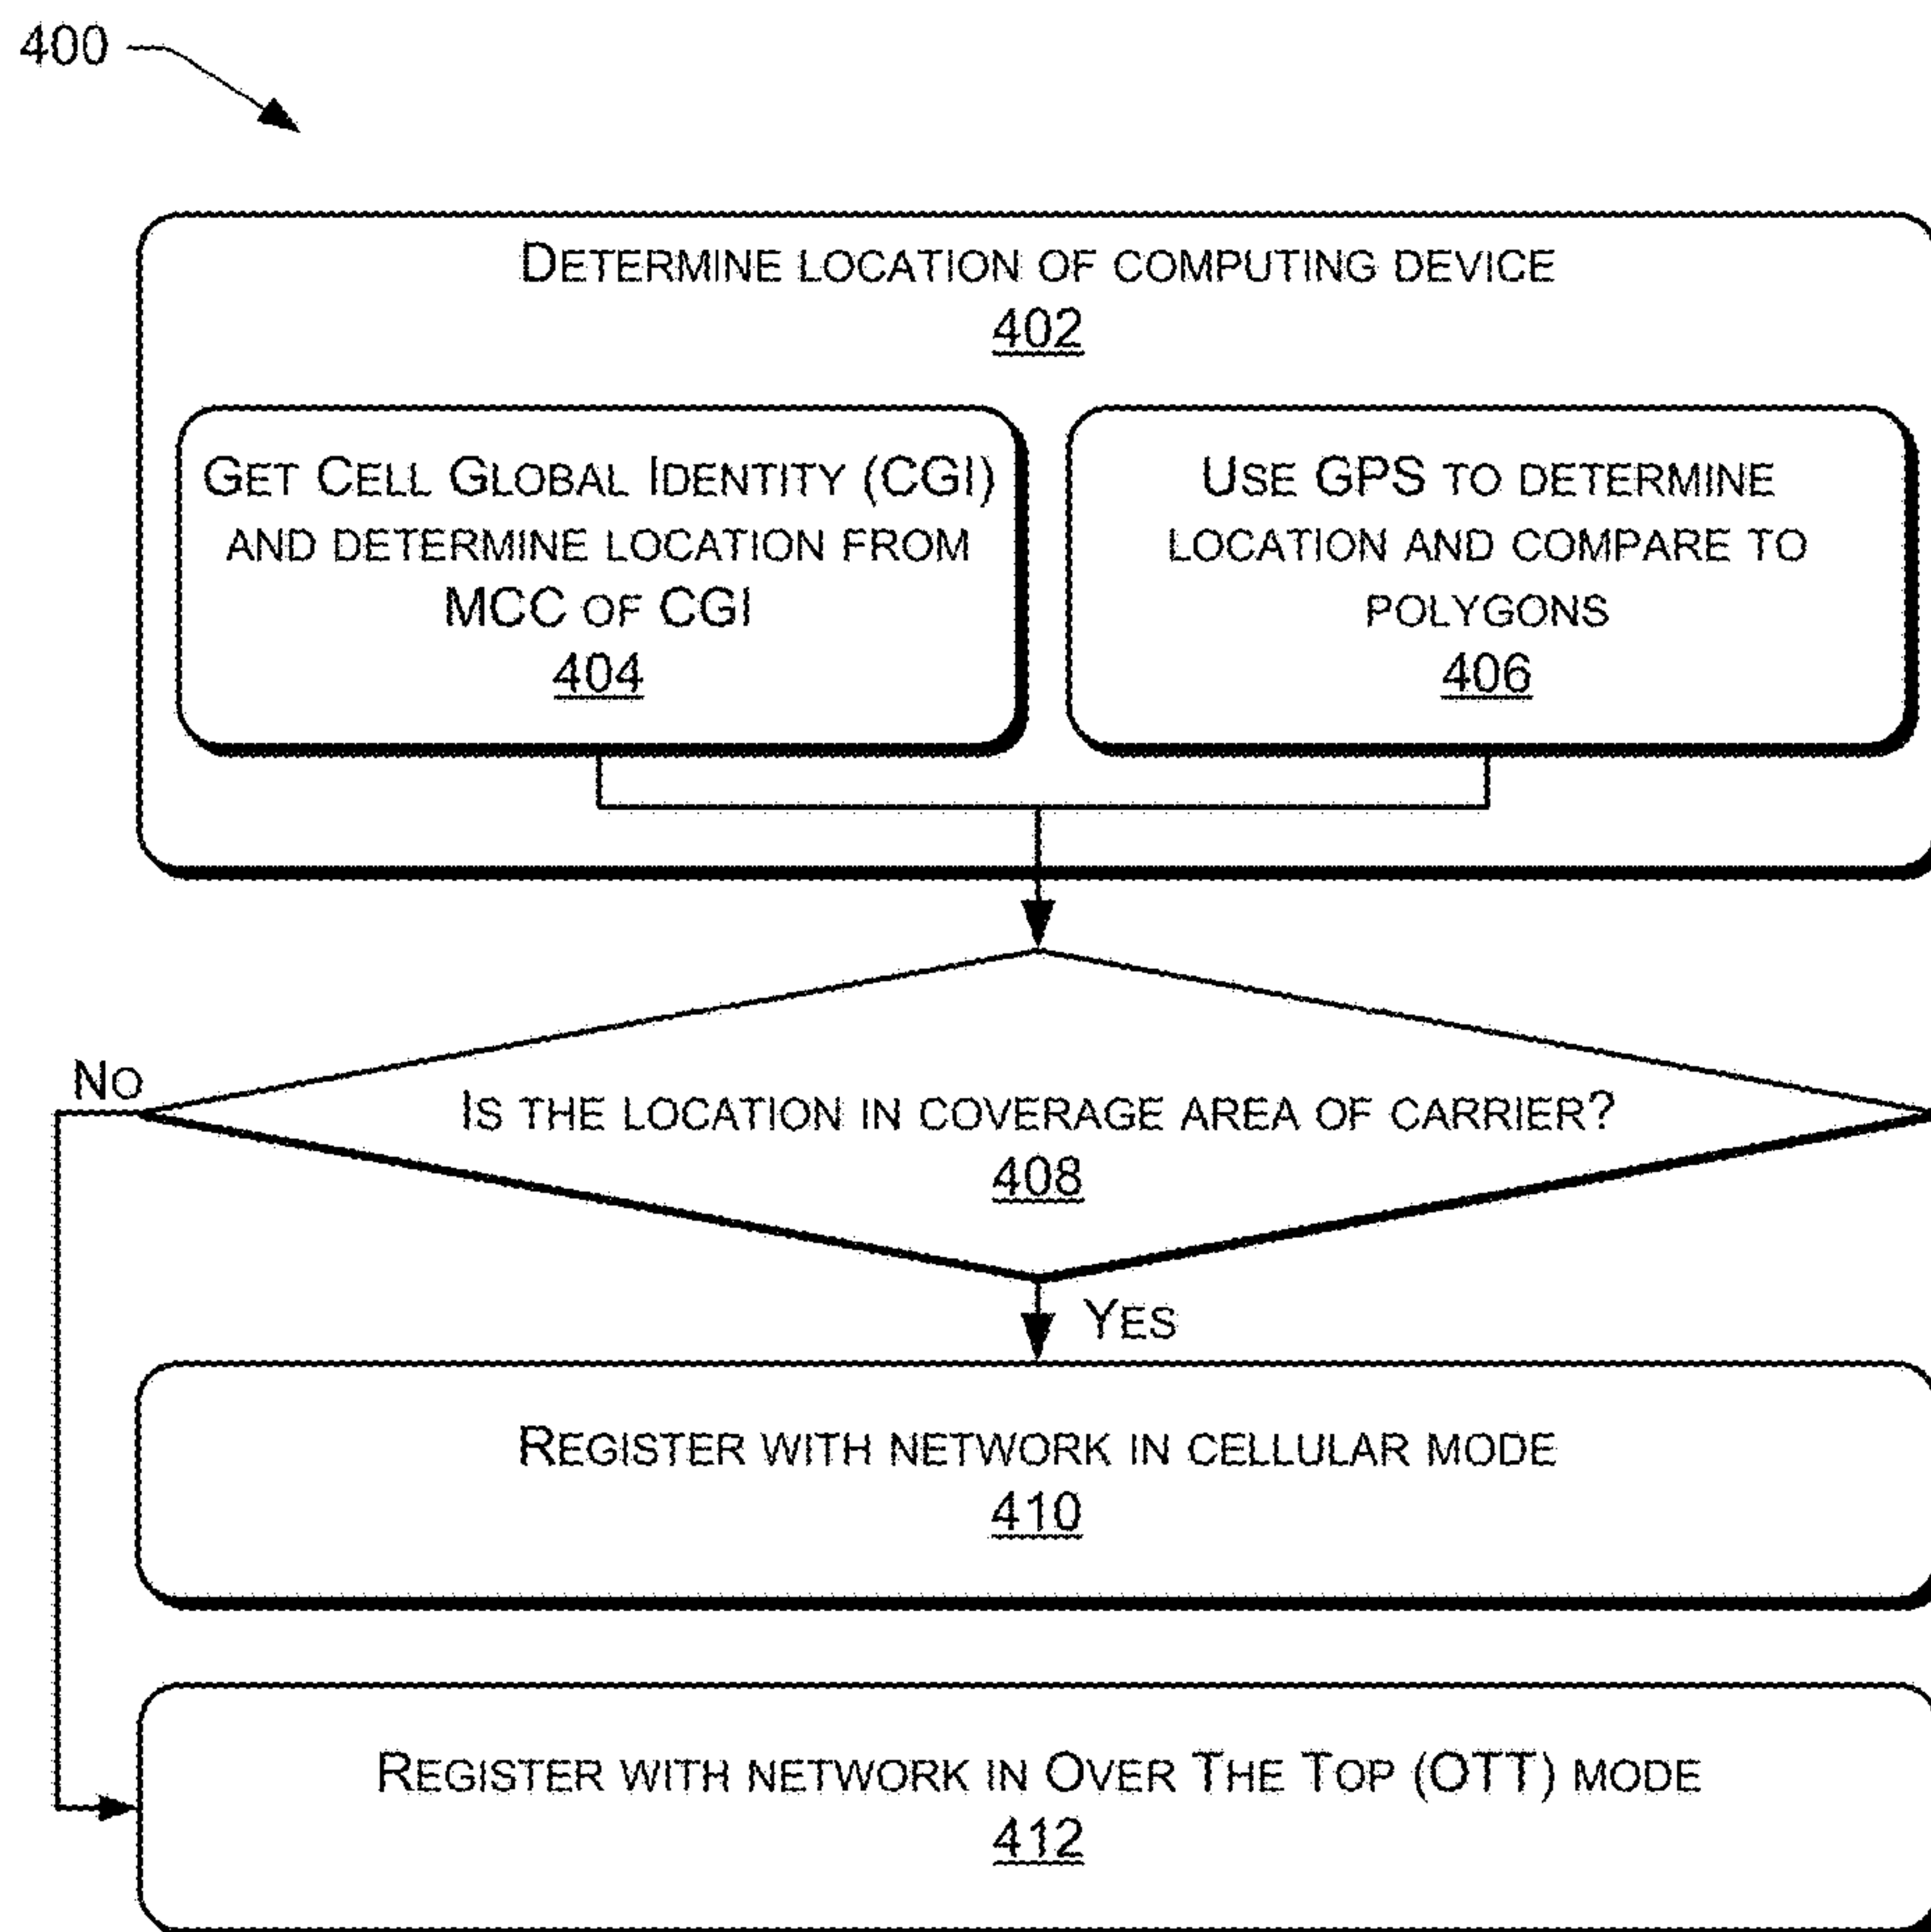 400
DETERMINE LOCATION OF COMPUTING DEVICE
402
GET CELL GLOBAL IDENTITY (CGI)
AND DETERMINE LOCATION FROM
MCC OF CGI
404
USE GPS TO DETERMINE
LOCATION AND COMPARE TO
POLYGONS
406
NO
IS THE LOCATION IN COVERAGE AREA OF CARRIER?
408
YES
REGISTER WITH NETWORK IN CELLULAR MODE
410
REGISTER WITH NETWORK IN OVER THE TOP (OTT) MODE
412